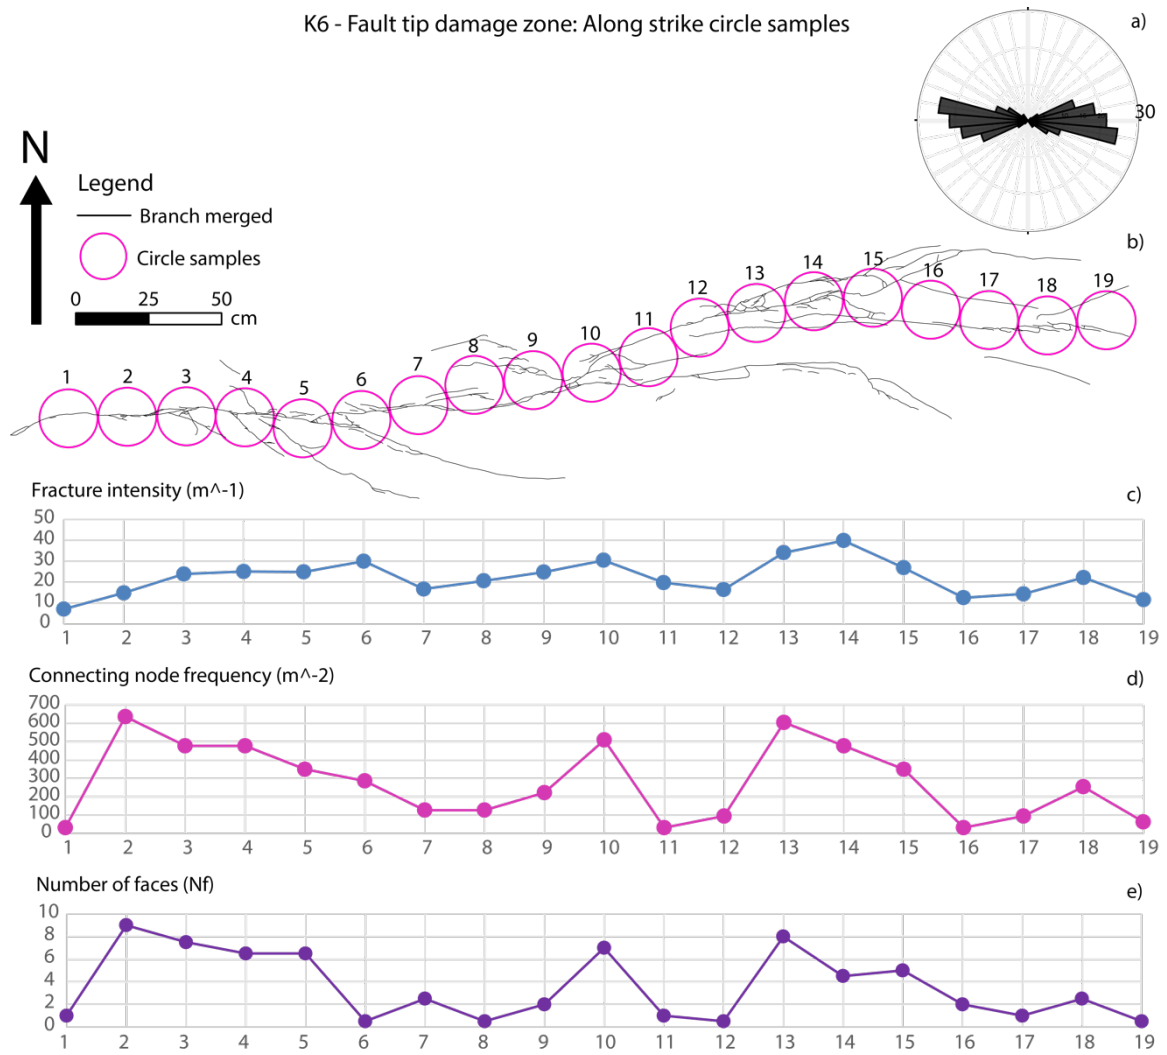 K6 - Fault tip damage zone: Along strike circle samples
a)
30
N
Legend
Branch merged
Circle samples
0 25 50
cm
b)
1 2 3 4 5 6 7 8 9 10 11 12 13 14 15 16 17 18 19
Fracture intensity (m^-1)
c)
50
40
30
20
10
0
1 2 3 4 5 6 7 8 9 10 11 12 13 14 15 16 17 18 19
Connecting node frequency (m^-2)
d)
700
600
500
400
300
200
100
0
1 2 3 4 5 6 7 8 9 10 11 12 13 14 15 16 17 18 19
Number of faces (Nf)
e)
10
8
6
4
2
0
1 2 3 4 5 6 7 8 9 10 11 12 13 14 15 16 17 18 19